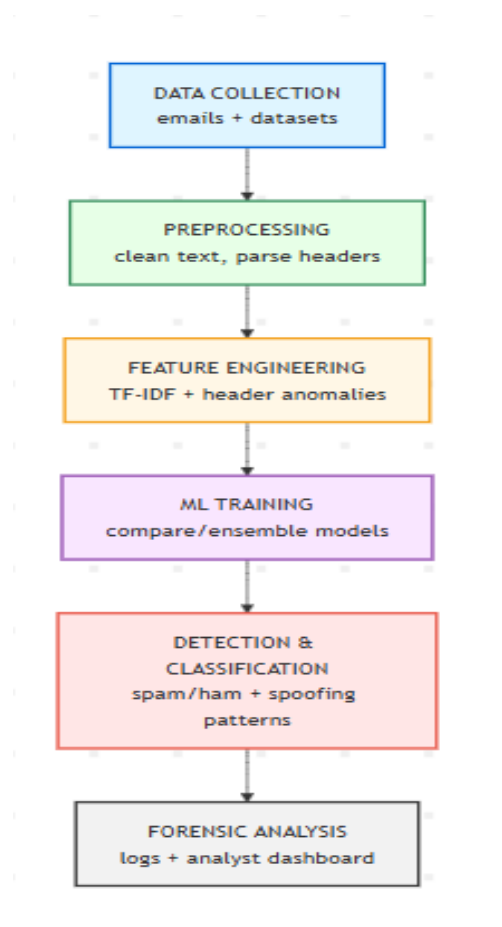 DATA COLLECTION
emails + datasets
PREPROCESSING
clean text, parse headers
FEATURE ENGINEERING
TF-IDF + header anomalies
ML TRAINING
compare/ensemble models
DETECTION &
CLASSIFICATION
spam/ham + spoofing
patterns
FORENSIC ANALYSIS
logs + analyst dashboard